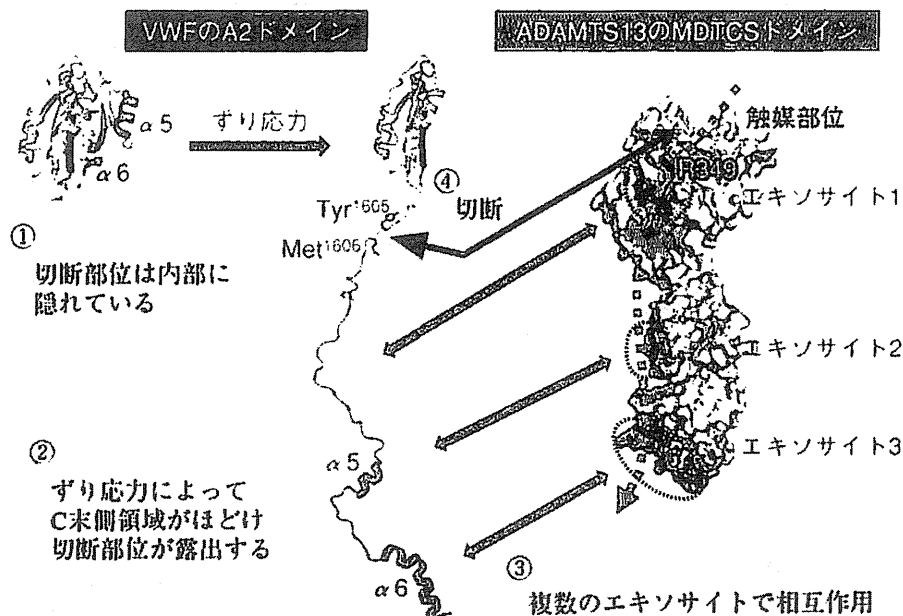 VWFのA2ドメイン
ADAMTS13のMDTCSドメイン
α5
α6
ずり応力
触媒部位
R349
エキソサイト1
④
切断
Tyr1605
Met1606
①
切断部位は内部に
隠れている
エキソサイト2
②
ずり応力によって
C末側領域がほどけ
切断部位が露出する
α5
エキソサイト3
α6
③
複数のエキソサイトで相互作用